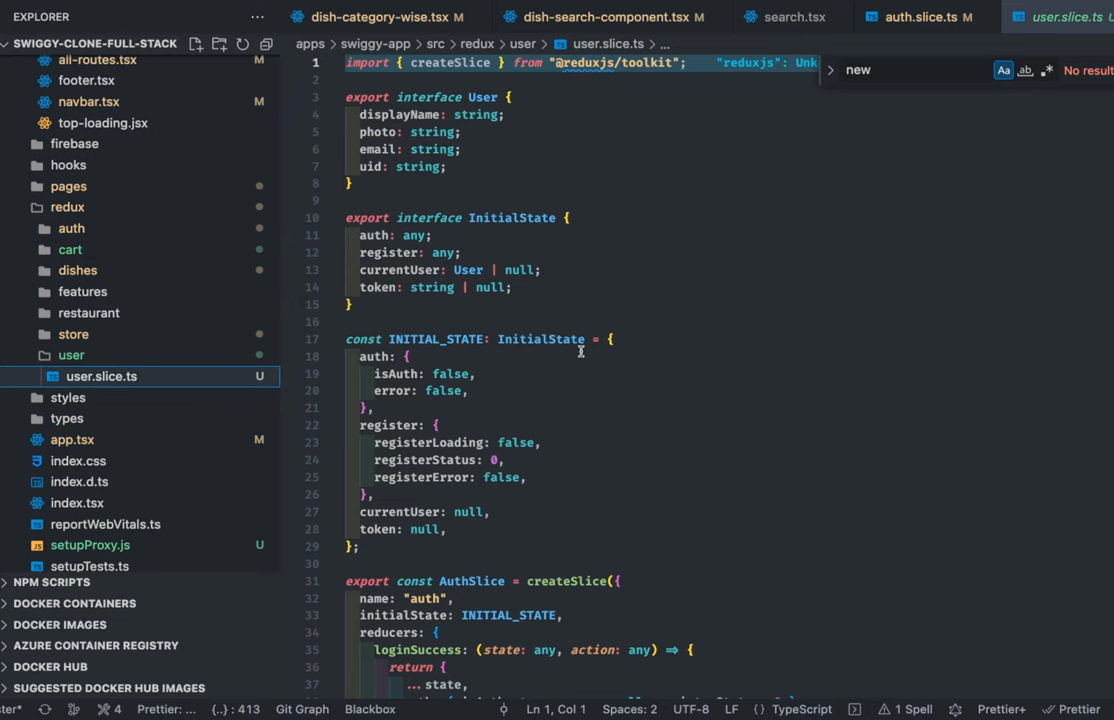 EXPLORER
SWIGGY-CLONE-FULL-STACK
all-routes.tsx M
footer.tsx
navbar.tsx M
top-loading.jsx
firebase
hooks
pages
redux
auth
cart
dishes
features
restaurant
store
user
user.slice.ts U
styles
types
app.tsx M
index.css
index.d.ts
index.tsx
reportWebVitals.ts
setupProxy.js U
setupTests.ts
NPM SCRIPTS
DOCKER CONTAINERS
DOCKER IMAGES
AZURE CONTAINER REGISTRY
DOCKER HUB
SUGGESTED DOCKER HUB IMAGES
dish-category-wise.tsx M dish-search-component.tsx M search.tsx auth.slice.ts M user.slice.ts
apps > swiggy-app > src > redux > user > user.slice.ts > ...
new Aa ab No result
1 import { createSlice } from "@reduxjs/toolkit"; "reduxjs": Unk
2
3 export interface User {
4 displayName: string;
5 photo: string;
6 email: string;
7 uid: string;
8 }
9
10 export interface InitialState {
11 auth: any;
12 register: any;
13 currentUser: User | null;
14 token: string | null;
15 }
16
17 const INITIAL_STATE: InitialState = {
18 auth: {
19 isAuth: false,
20 error: false,
21 },
22 register: {
23 registerLoading: false,
24 registerStatus: 0,
25 registerError: false,
26 },
27 currentUser: null,
28 token: null,
29 };
30
31 export const AuthSlice = createSlice({
32 name: "auth",
33 initialState: INITIAL_STATE,
34 reducers: {
35 loginSuccess: (state: any, action: any) => {
36 return {
37 ...state,
ter* 4 Prettier: ... : 413 Git Graph Blackbox Ln 1, Col 1 Spaces: 2 UTF-8 LF {} TypeScript 1 Spell Prettier+ Prettier